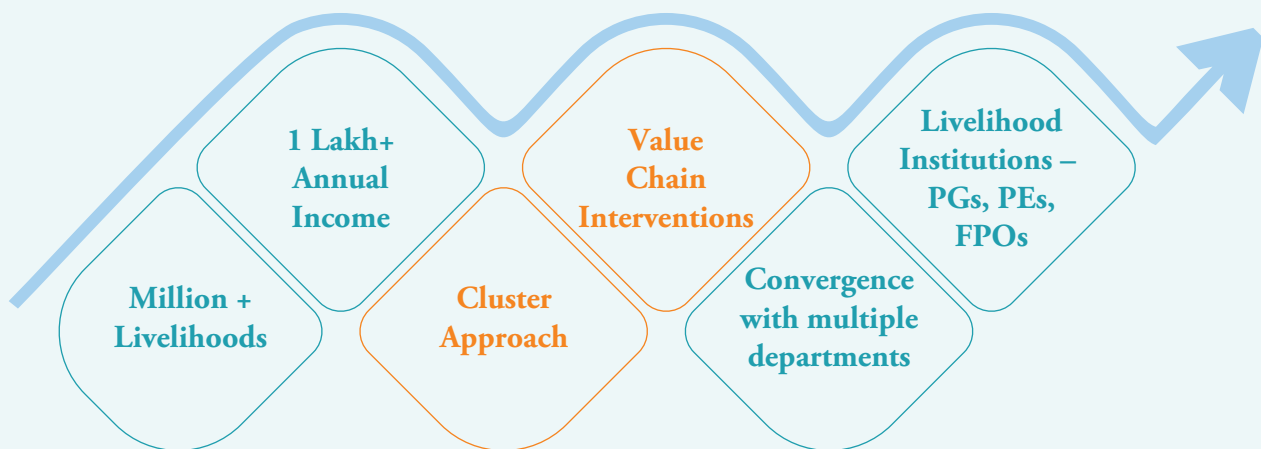 Million +
Livelihoods
1 Lakh+
Annual
Income
Cluster
Approach
Value
Chain
Interventions
Convergence
with multiple
departments
Livelihood
Institutions –
PGs, PEs,
FPOs